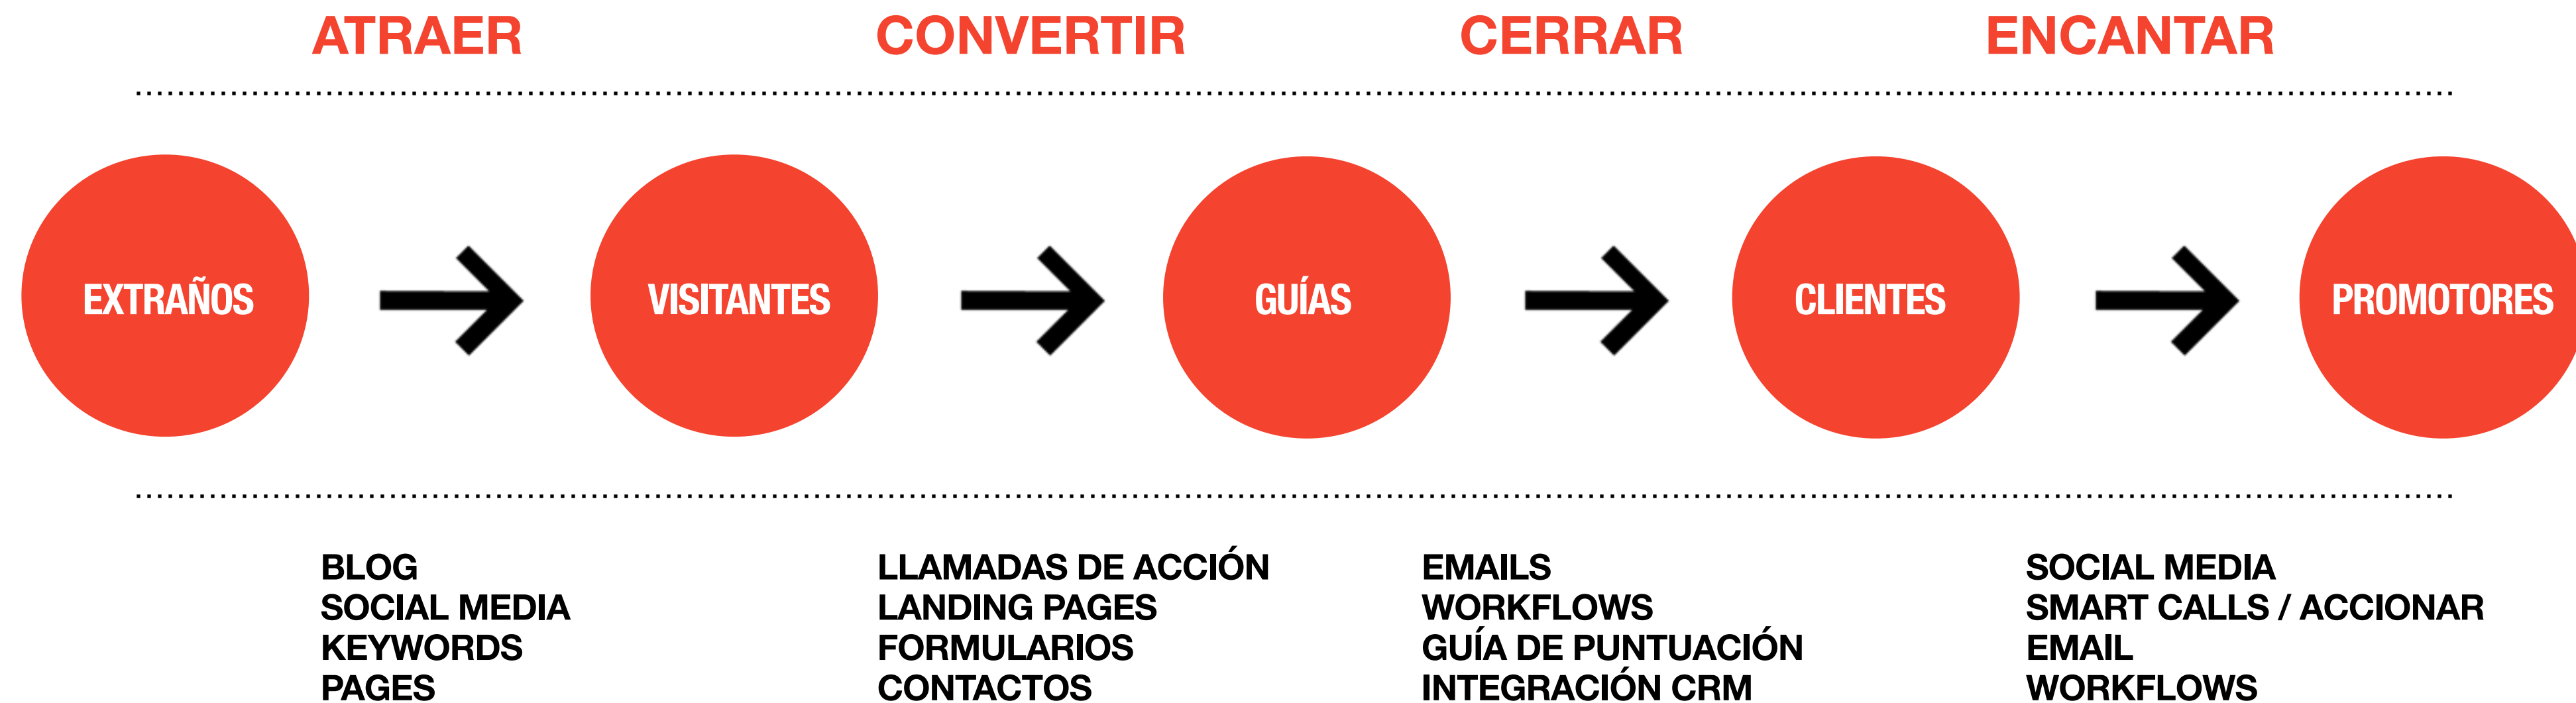 ATRAER
CONVERTIR
CERRAR
ENCANTAR
EXTRAÑOS
VISITANTES
GUÍAS
CLIENTES
PROMOTORES
BLOG
SOCIAL MEDIA
KEYWORDS
PAGES
LLAMADAS DE ACCIÓN
LANDING PAGES
FORMULARIOS
CONTACTOS
EMAILS
WORKFLOWS
GUÍA DE PUNTUACIÓN
INTEGRACIÓN CRM
SOCIAL MEDIA
SMART CALLS / ACCIONAR
EMAIL
WORKFLOWS